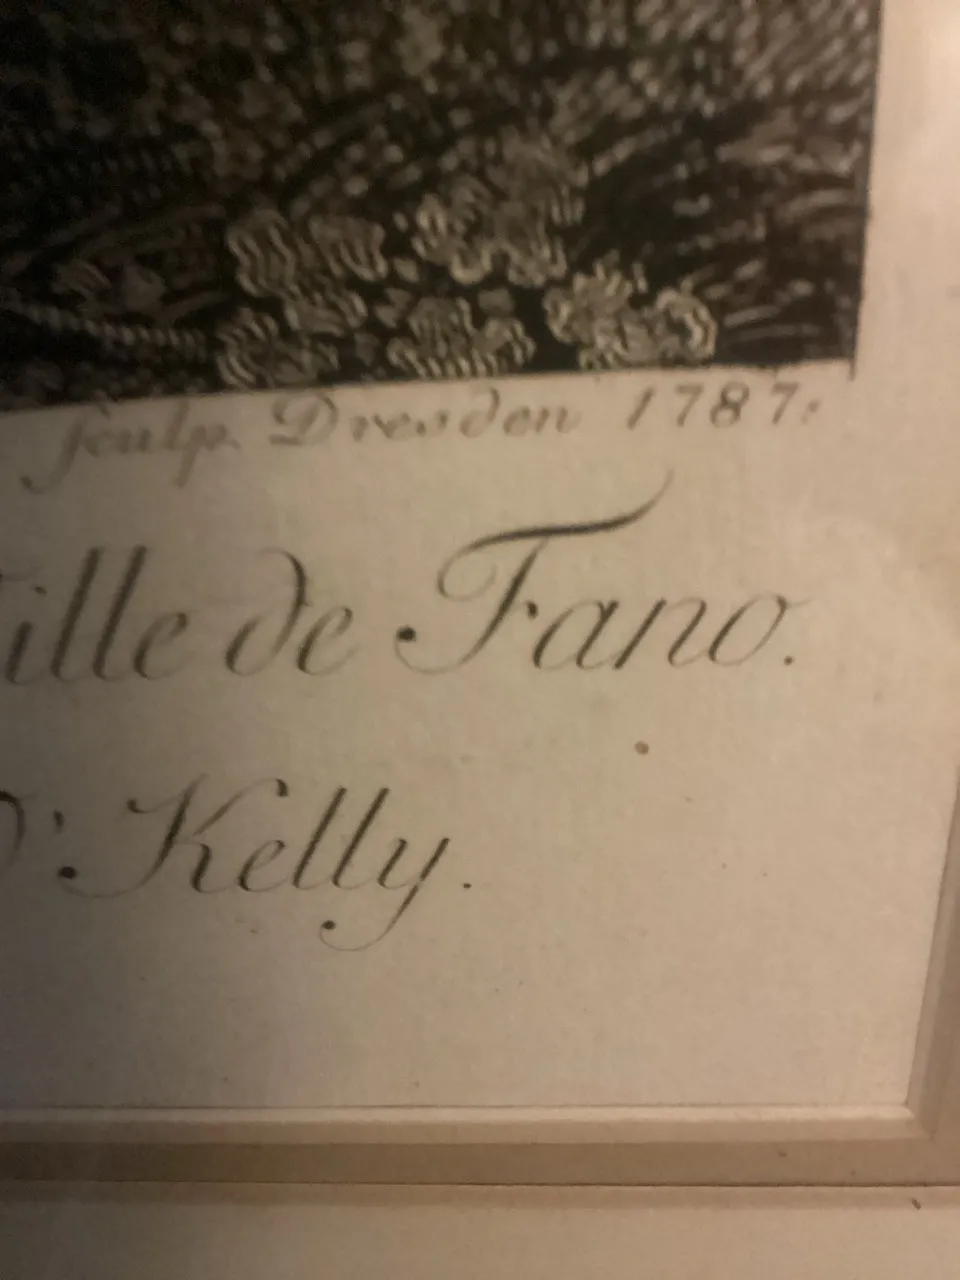 sculp. Dresden 1787.
ille de Fano.
O'Kelly.